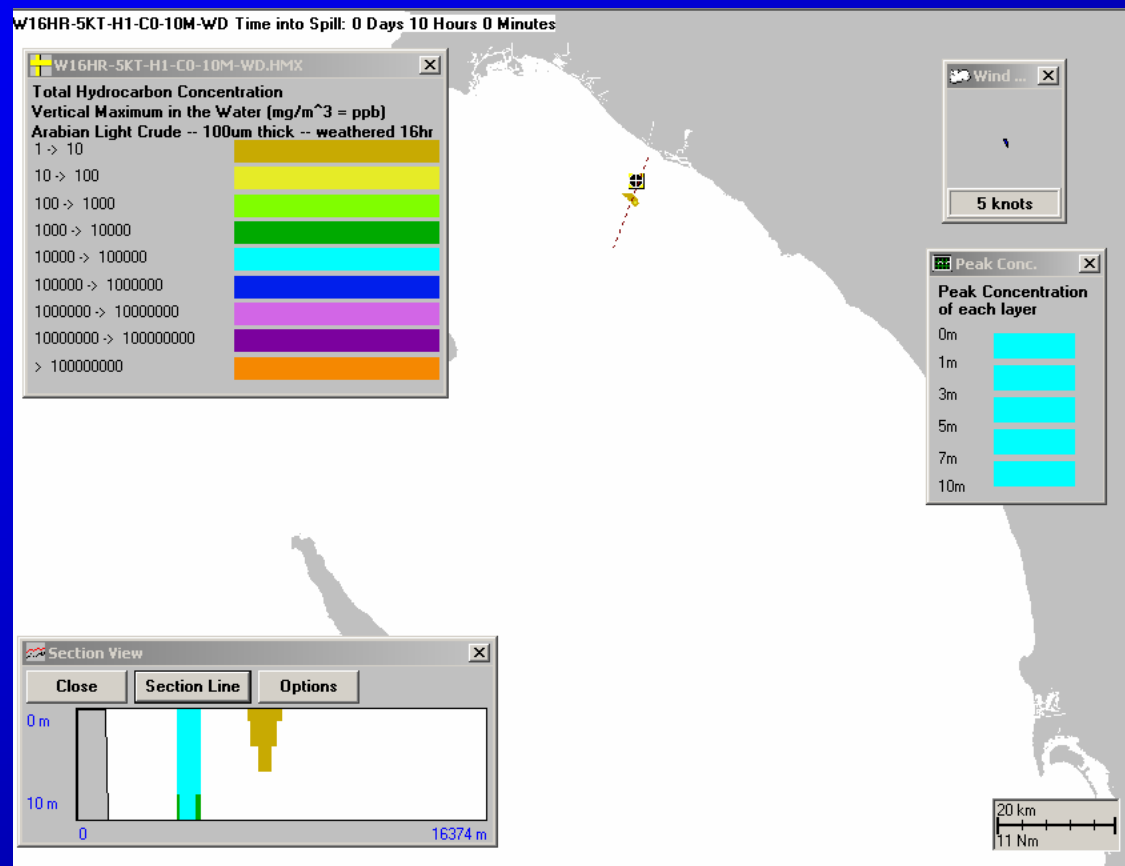 W16HR-5KT-H1-C0-10M-WD Time into Spill: 0 Days 10 Hours 0 Minutes
W16HR-5KT-H1-C0-10M-WD.HMX
Total Hydrocarbon Concentration
Vertical Maximum in the Water (mg/m^3 = ppb)
Arabian Light Crude -- 100um thick -- weathered 16hr
1 -> 10
10 -> 100
100 -> 1000
1000 -> 10000
10000 -> 100000
100000 -> 1000000
1000000 -> 10000000
10000000 -> 100000000
> 100000000
Wind ...
5 knots
Peak Conc.
Peak Concentration
of each layer
0m
1m
3m
5m
7m
10m
Section View
Close Section Line Options
0 m
10 m
0 16374 m
20 km
11 Nm